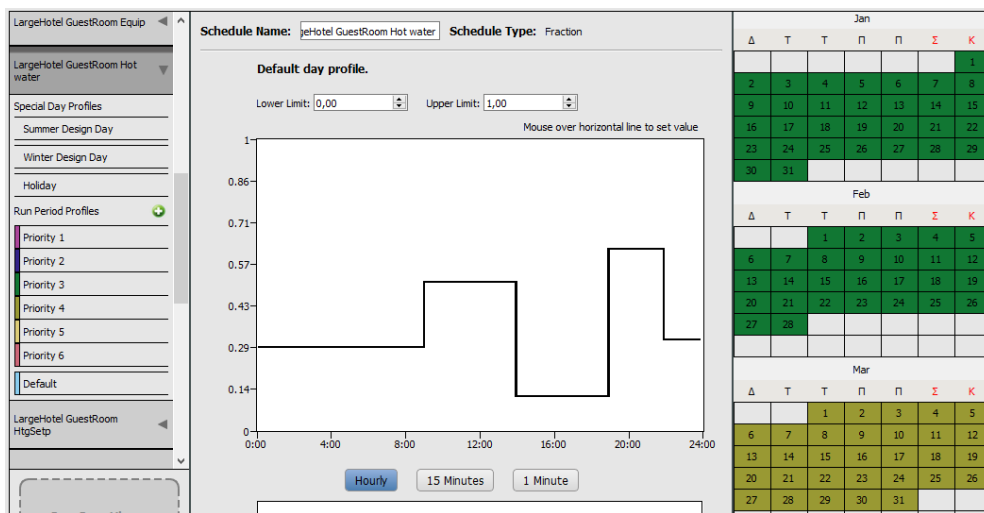 LargeHotel GuestRoom Equip
LargeHotel GuestRoom Hot
water
Special Day Profiles
Summer Design Day
Winter Design Day
Holiday
Run Period Profiles
Priority 1
Priority 2
Priority 3
Priority 4
Priority 5
Priority 6
Default
LargeHotel GuestRoom
HtgSetp
Schedule Name: geHotel GuestRoom Hot water Schedule Type: Fraction
Default day profile.
Lower Limit: 0,00 Upper Limit: 1,00
Mouse over horizontal line to set value
1
0.86
0.71
0.57
0.43
0.29
0.14
0
0:00 4:00 8:00 12:00 16:00 20:00 24:00
Hourly 15 Minutes 1 Minute
Jan
Δ Τ Τ Π Π Σ Κ
1
2 3 4 5 6 7 8
9 10 11 12 13 14 15
16 17 18 19 20 21 22
23 24 25 26 27 28 29
30 31
Feb
Δ Τ Τ Π Π Σ Κ
1 2 3 4 5
6 7 8 9 10 11 12
13 14 15 16 17 18 19
20 21 22 23 24 25 26
27 28
Mar
Δ Τ Τ Π Π Σ Κ
1 2 3 4 5
6 7 8 9 10 11 12
13 14 15 16 17 18 19
20 21 22 23 24 25 26
27 28 29 30 31